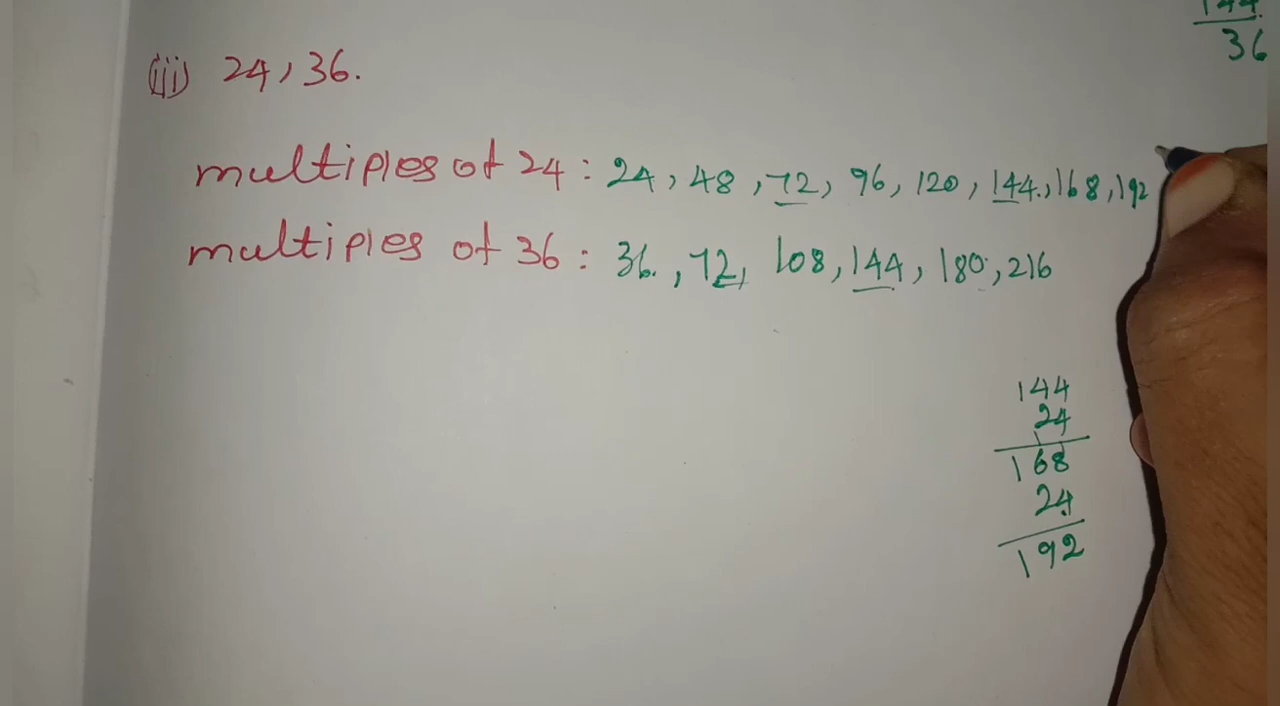 144
36
(iii) 24, 36.
multiples of 24 : 24, 48, 72, 96, 120, 144, 168, 192
multiples of 36 : 36, 72, 108, 144, 180, 216
144
24
168
24
192